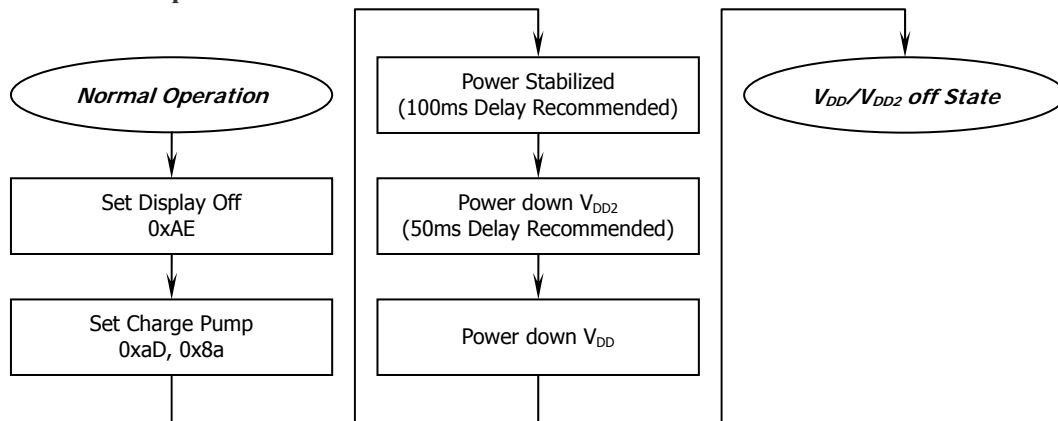 Normal Operation
Set Display Off
0xAE
Set Charge Pump
0xaD, 0x8a
Power Stabilized
(100ms Delay Recommended)
Power down VDD2
(50ms Delay Recommended)
Power down VDD
VDD/VDD2 off State